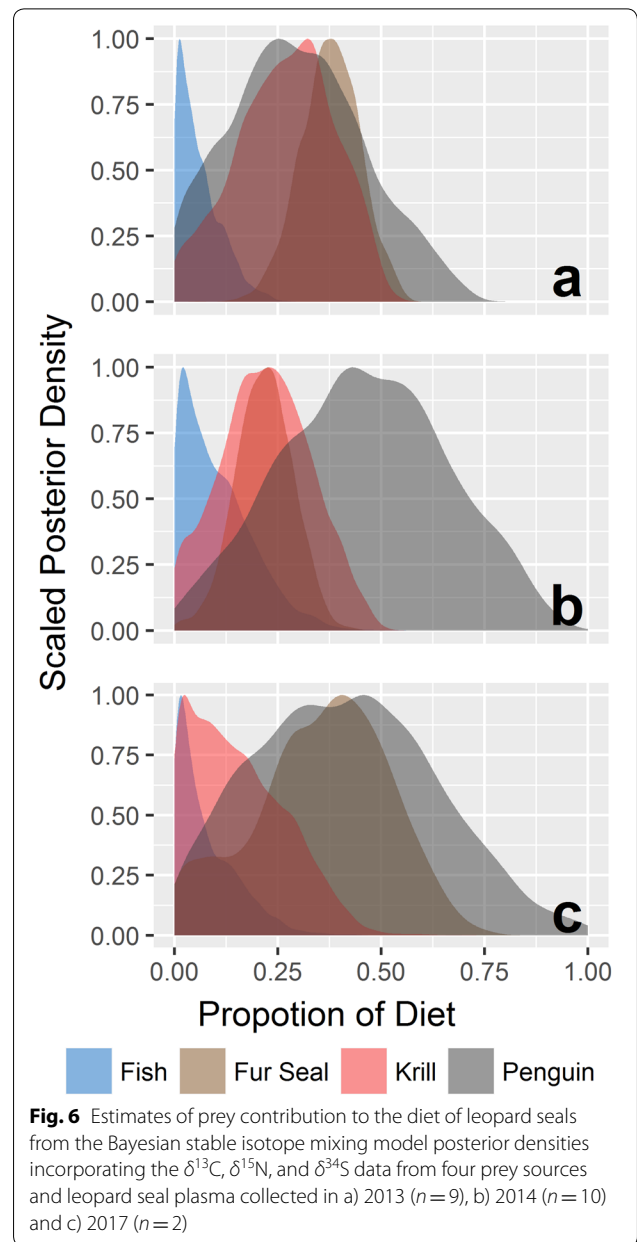 1.00
0.75
0.50
0.25
0.00
a
1.00
0.75
0.50
0.25
0.00
b
1.00
0.75
0.50
0.25
0.00
c
Scaled Posterior Density
0.00 0.25 0.50 0.75 1.00
Propotion of Diet
Fish Fur Seal Krill Penguin
Fig. 6 Estimates of prey contribution to the diet of leopard seals
from the Bayesian stable isotope mixing model posterior densities
incorporating the δ¹³C, δ¹⁵N, and δ³⁴S data from four prey sources
and leopard seal plasma collected in a) 2013 (n = 9), b) 2014 (n = 10)
and c) 2017 (n = 2)